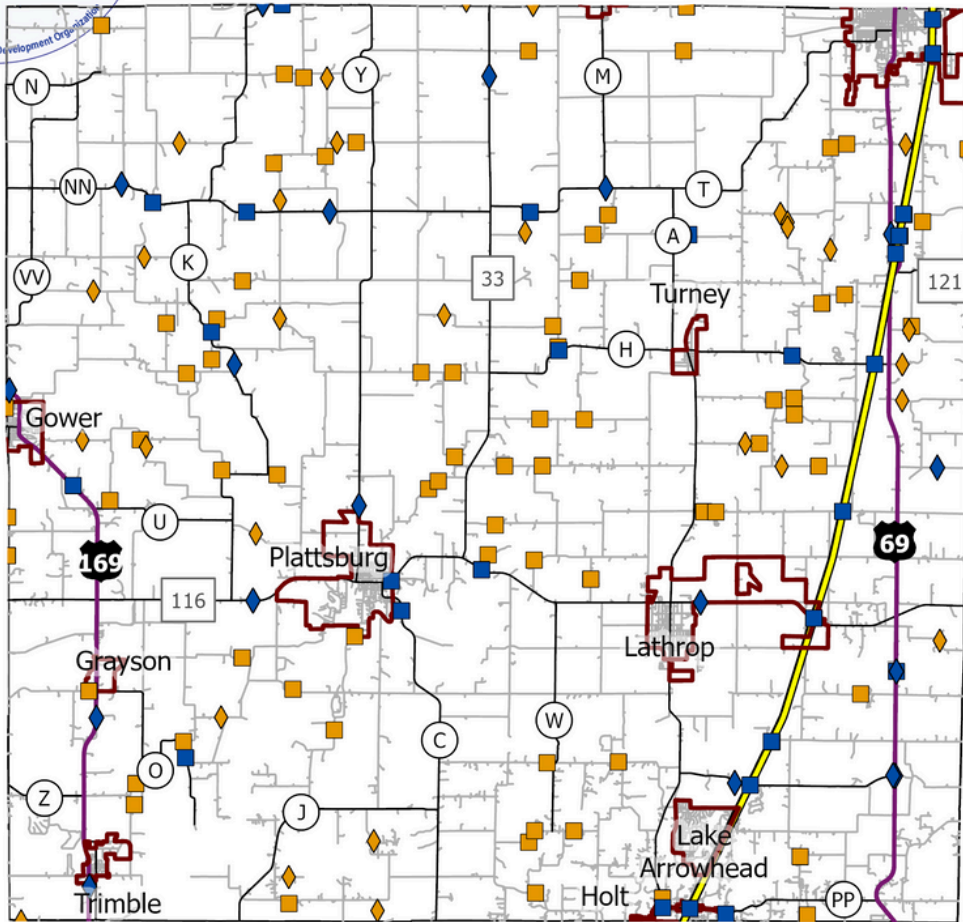 Development Organization
N
Y
M
NN
T
A
VV
K
33
121
Turney
H
Gower
U
69
Plattsburg
169
116
Grayson
Lathrop
W
C
O
Z
J
Lake
Arrowhead
Holt
PP
Trimble